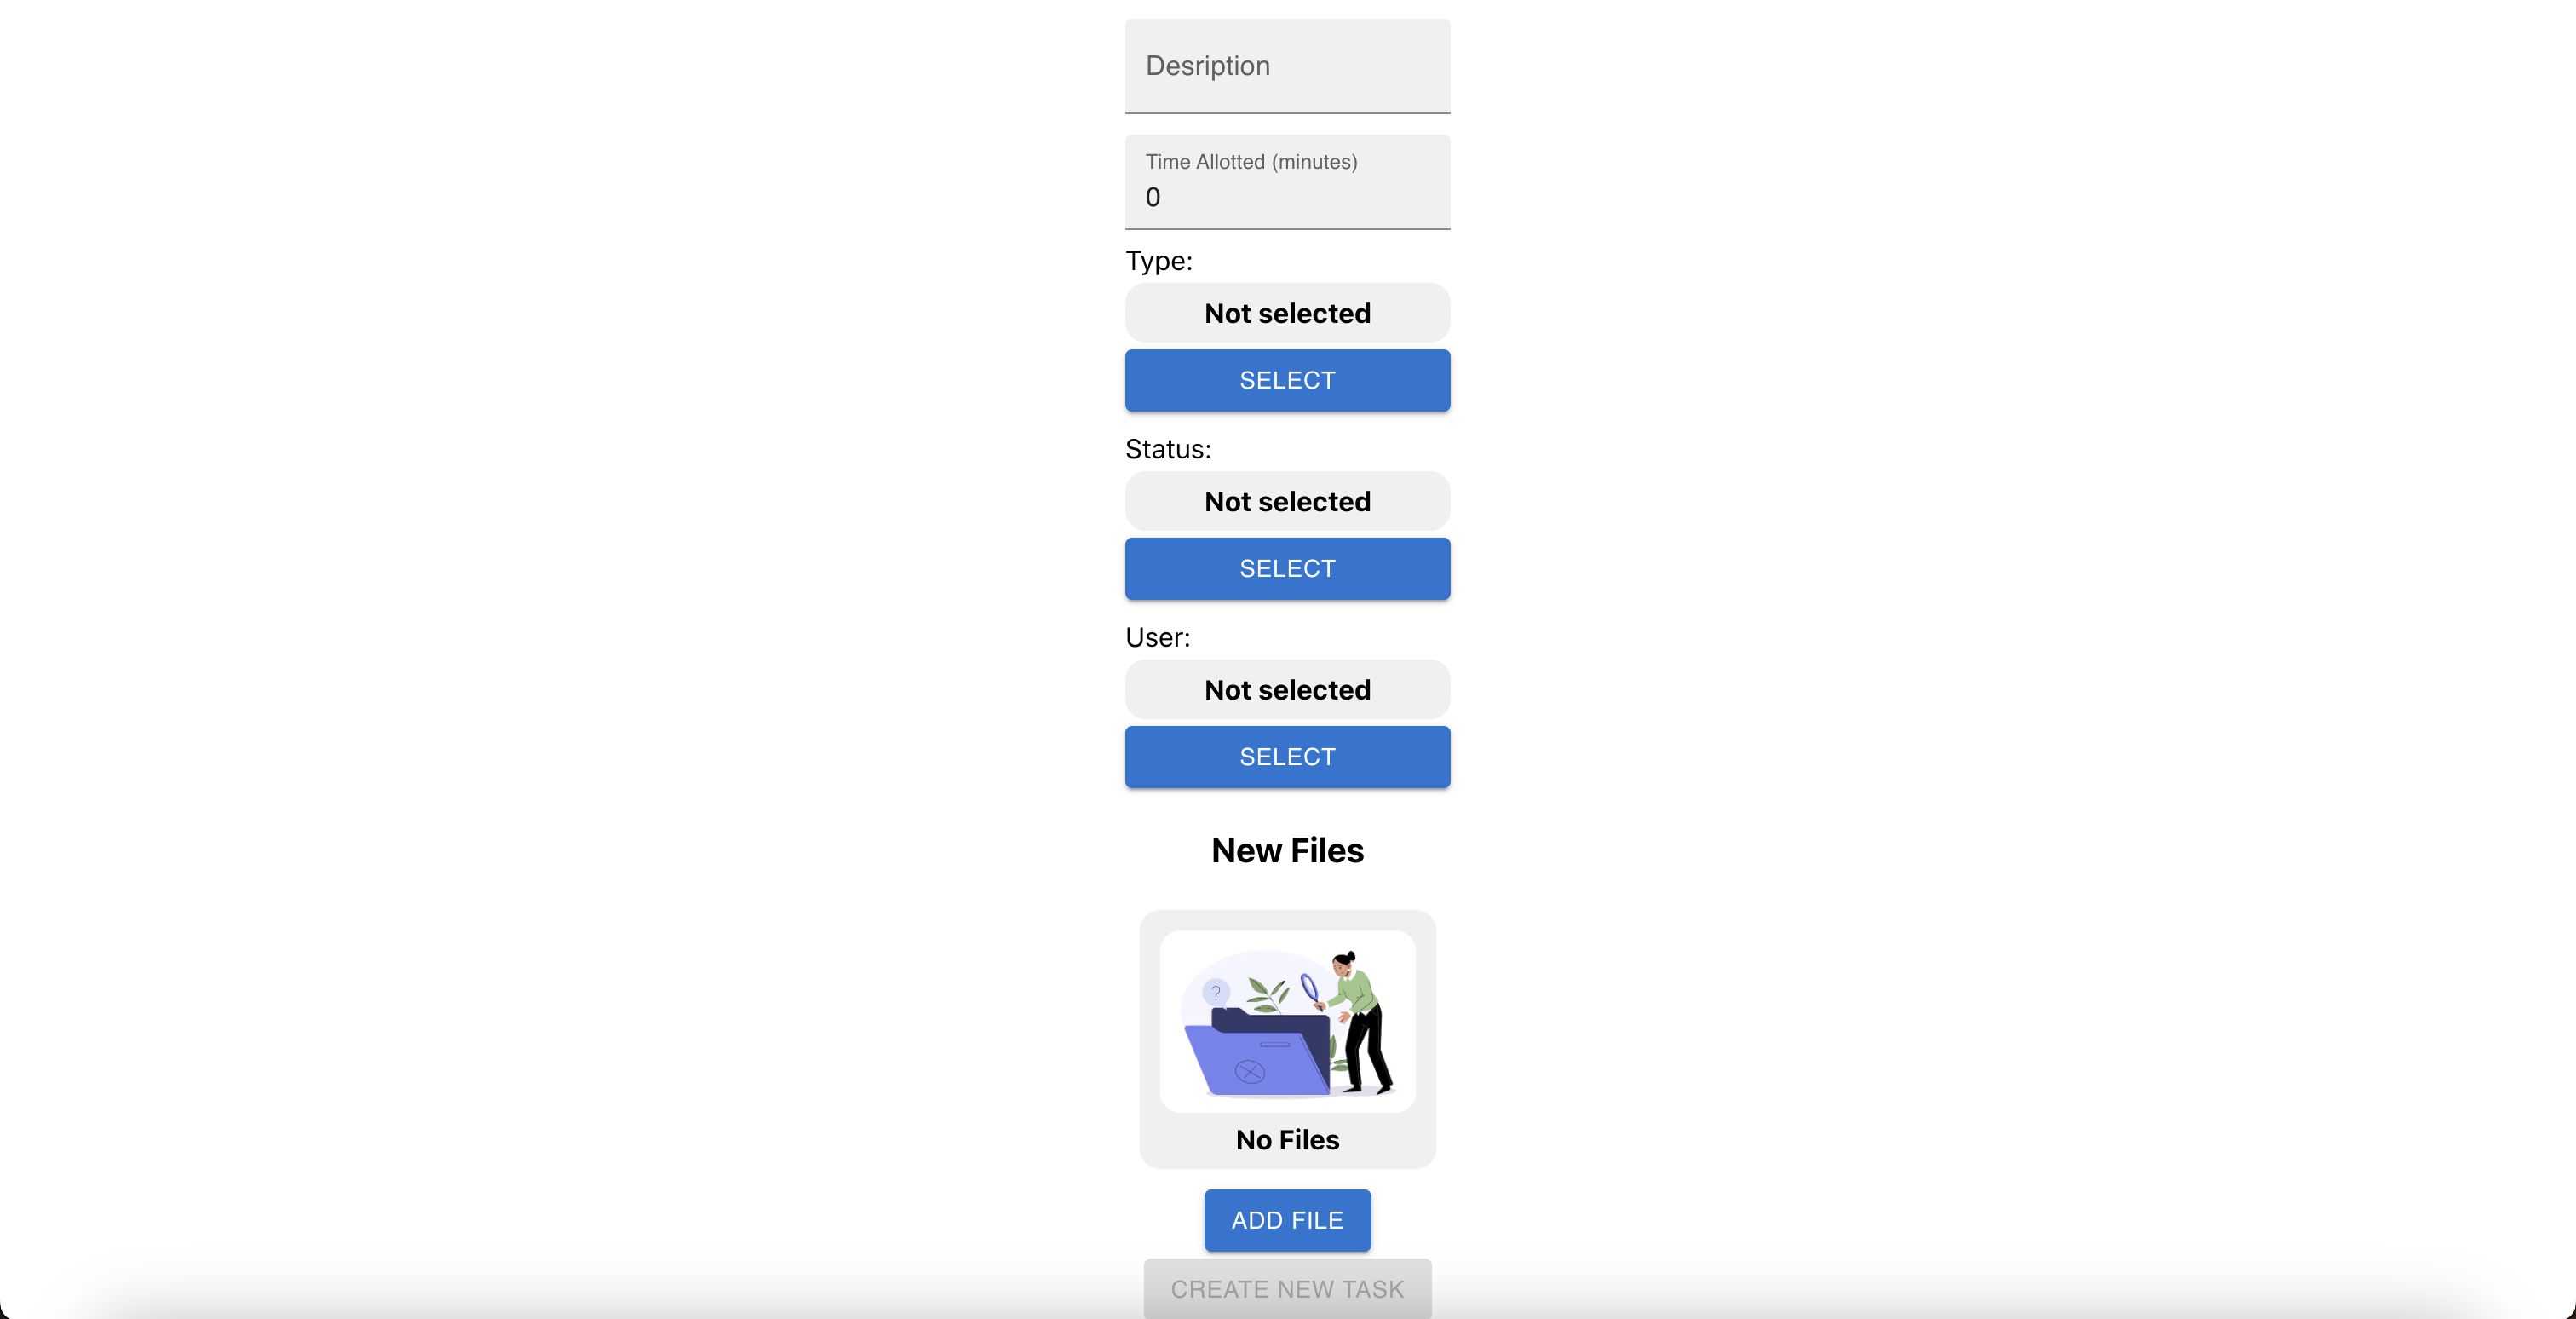 Desription
Time Allotted (minutes)
0
Type:
Not selected
SELECT
Status:
Not selected
SELECT
User:
Not selected
SELECT
New Files
?
No Files
ADD FILE
CREATE NEW TASK